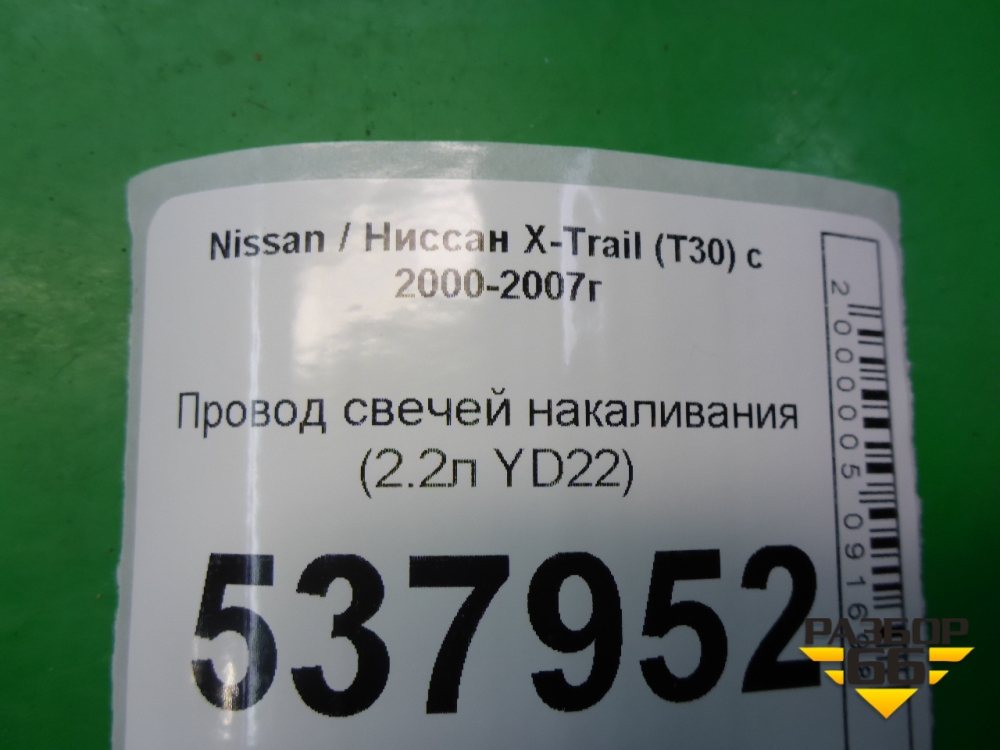 Nissan / Ниссан X-Trail (T30) с
2000-2007г
Провод свечей накаливания
(2.2л YD22)
537952
РАЗБОР
66